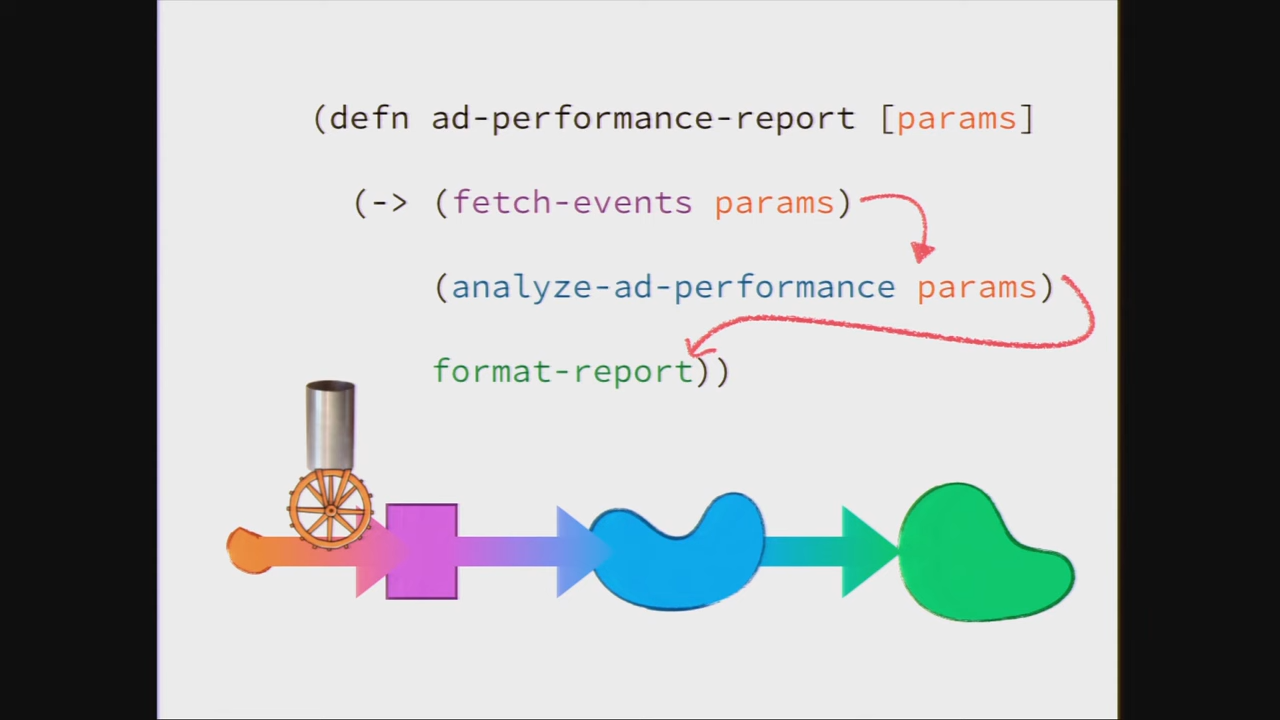 (defn ad-performance-report [params]
(-> (fetch-events params)
(analyze-ad-performance params)
format-report))